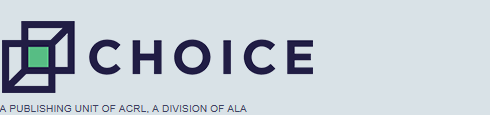 CHOICE
A PUBLISHING UNIT OF ACRL, A DIVISION OF ALA